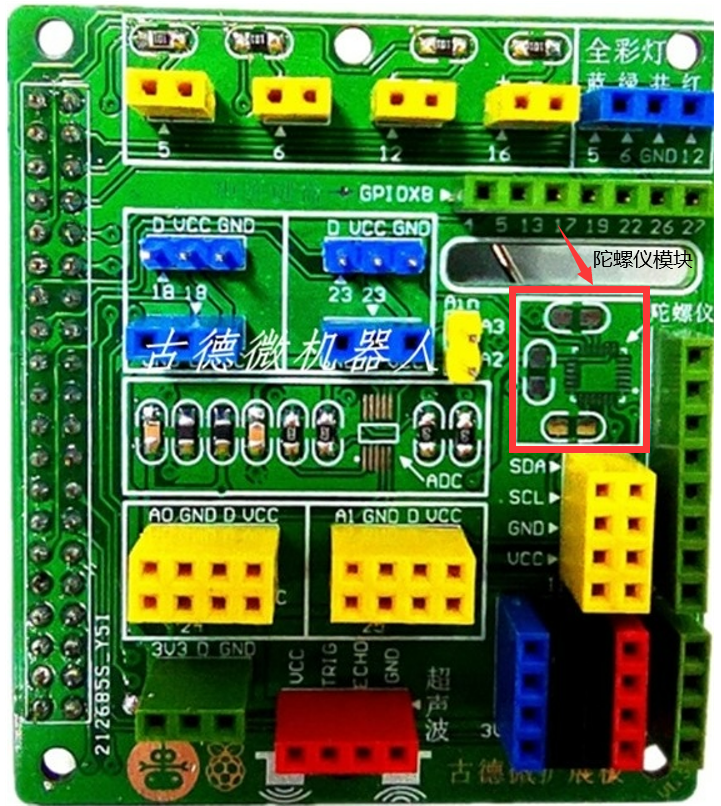 全彩灯
蓝 绿 共 红
5 6 12 16 5 6 GND 12
GPIOX8
4 5 13 17 19 22 26 27
陀螺仪模块
D VCC GND D VCC GND
18 18 23 23
AIN
A3
A2
陀螺仪
古德微机器人
ADC
SDA
SCL
GND
VCC
A0 GND D VCC A1 GND D VCC
24 25
3V3 D GND
VCC TRIG ECHO GND
超声波
212685S_Y51
古德微扩展板